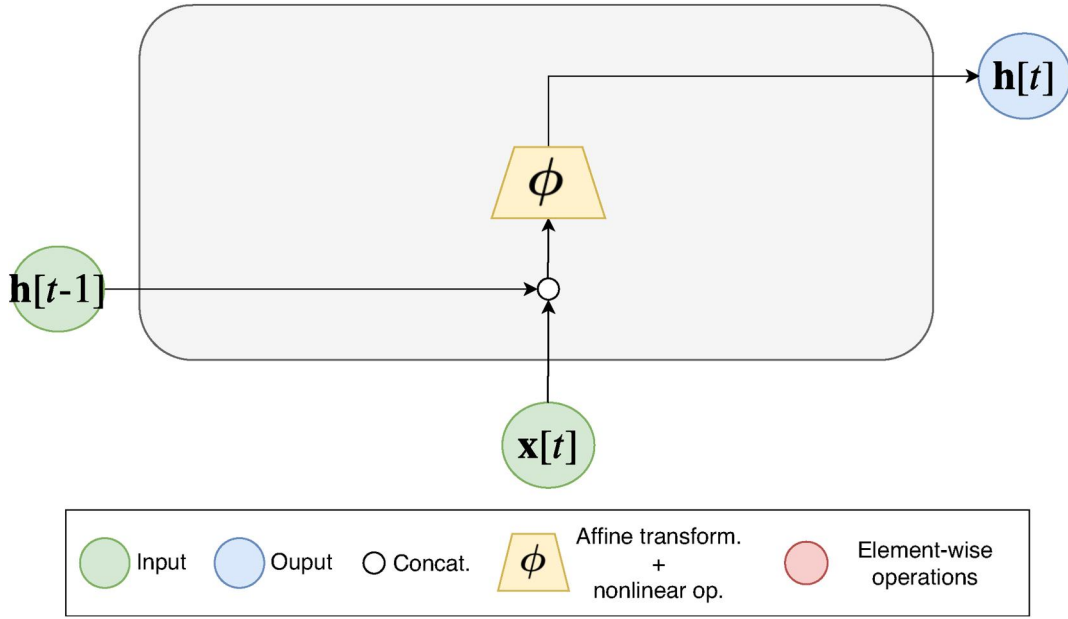 h[t]
ϕ
h[t-1]
x[t]
Input
Ouput
Concat.
ϕ
Affine transform.
+
nonlinear op.
Element-wise
operations